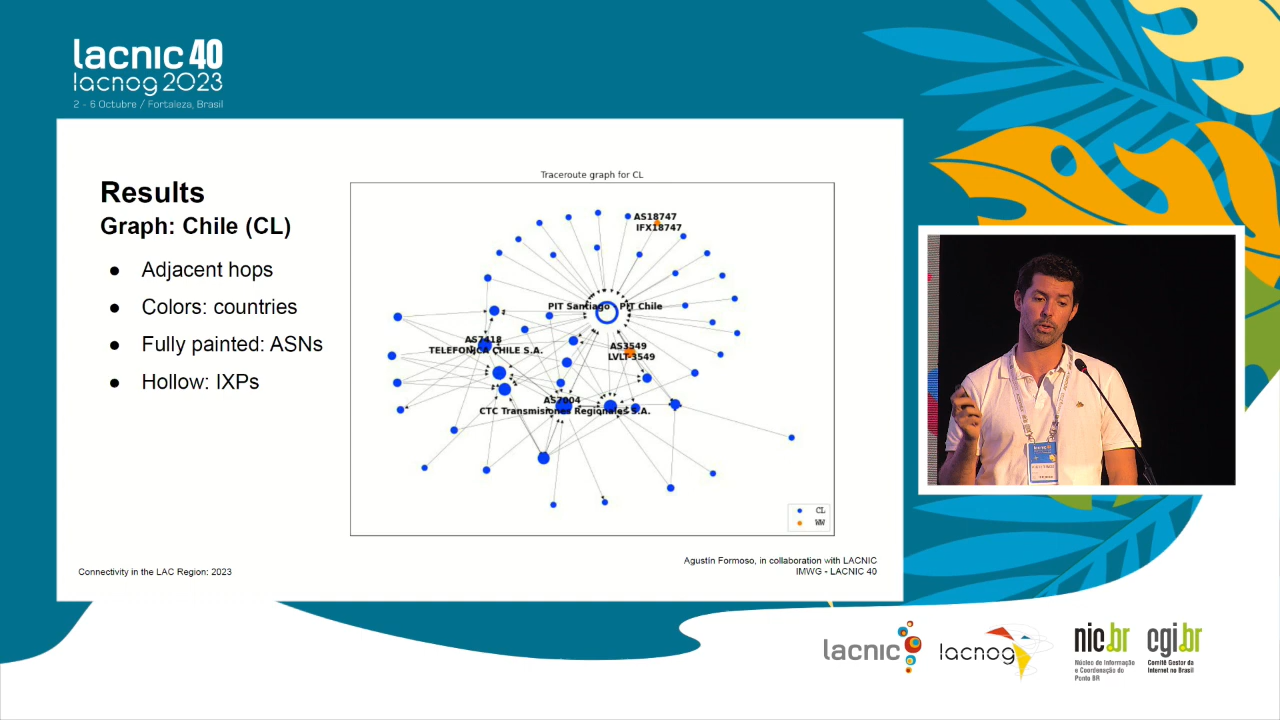 lacnic 40
lacnog 2023
2 - 6 Octubre / Fortaleza, Brasil
Results
Graph: Chile (CL)
● Adjacent hops
● Colors: countries
● Fully painted: ASNs
● Hollow: IXPs
Traceroute graph for CL
AS18747
IFX18747
PIT Santiago - PIT Chile
AS7418
TELEFONICA CHILE S.A.
AS3549
LVLT-3549
AS7004
CTC Transmisiones Regionales S.A.
CL
WW
Connectivity in the LAC Region: 2023
Agustín Formoso, in collaboration with LACNIC
IMWG - LACNIC 40
lacnic
lacnog
nic.br
Núcleo de Informação
e Coordenação do
Ponto BR
cgi.br
Comitê Gestor da
Internet no Brasil